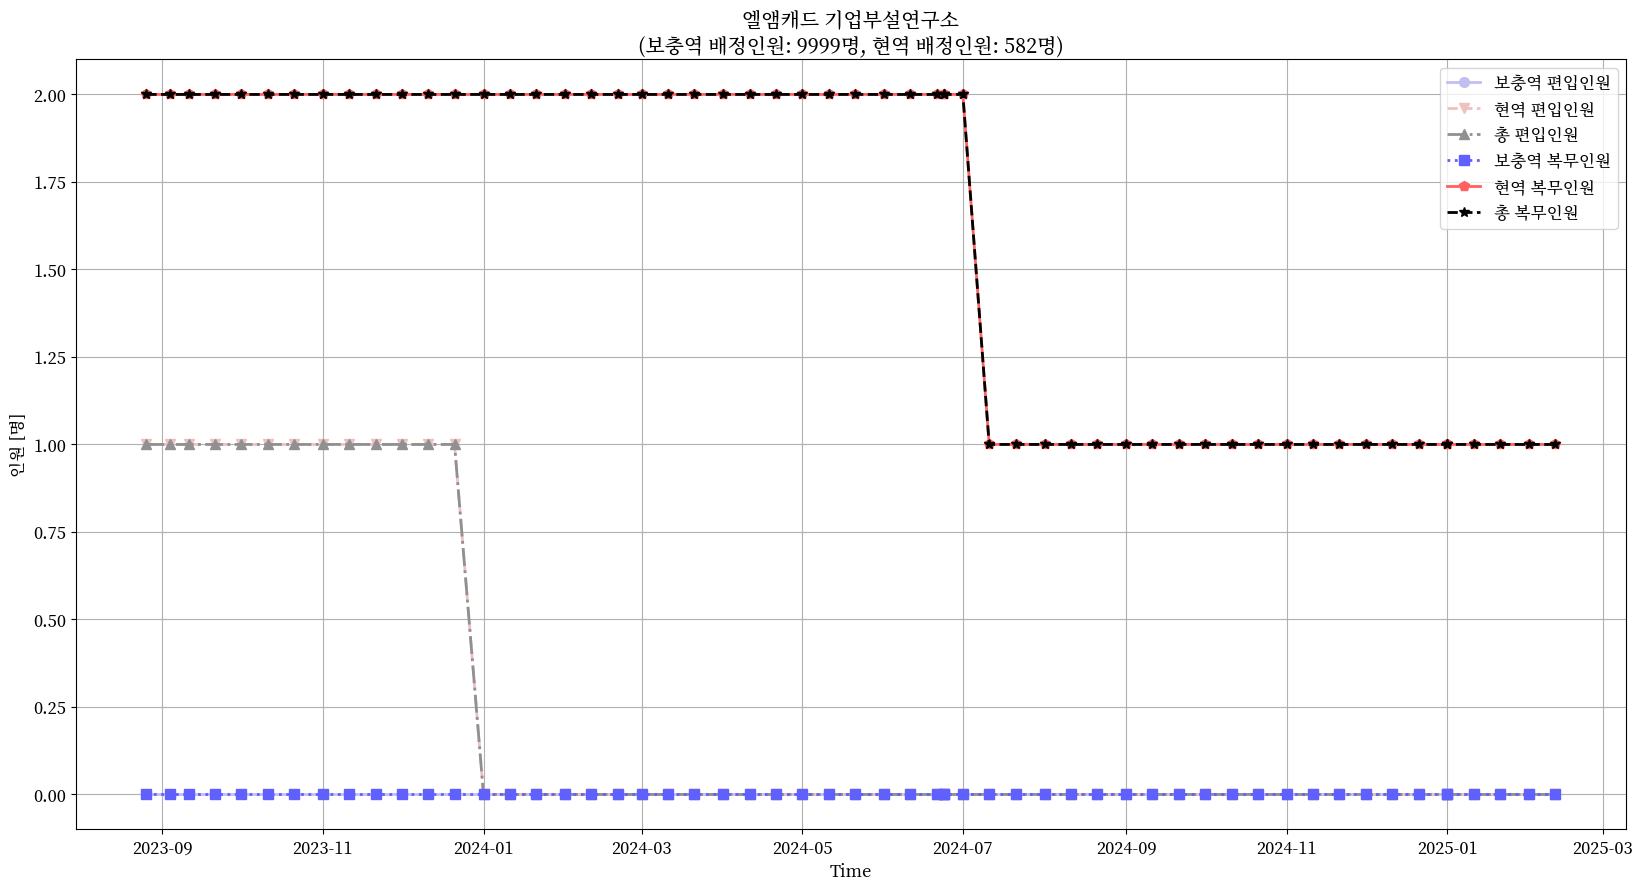 엘앰캐드 기업부설연구소
(보충역 배정인원: 9999명, 현역 배정인원: 582명)
보충역 편입인원
현역 편입인원
총 편입인원
보충역 복무인원
현역 복무인원
총 복무인원
인원 [명]
2.00
1.75
1.50
1.25
1.00
0.75
0.50
0.25
0.00
2023-09
2023-11
2024-01
2024-03
2024-05
2024-07
2024-09
2024-11
2025-01
2025-03
Time